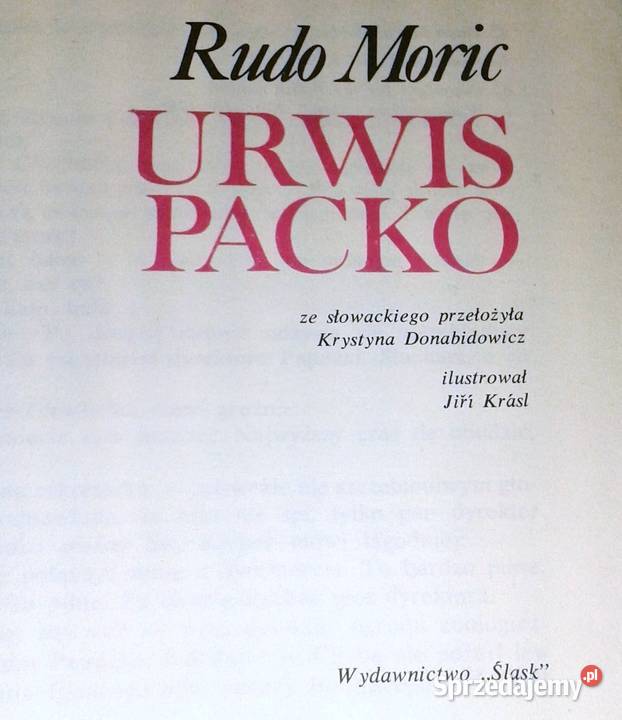 Rudo Moric
URWIS
PACKO
ze słowackiego przełożyła
Krystyna Donabidowicz
ilustrował
Jiří Krásl
Wydawnictwo „Śląsk”
Sprzedajemy.pl